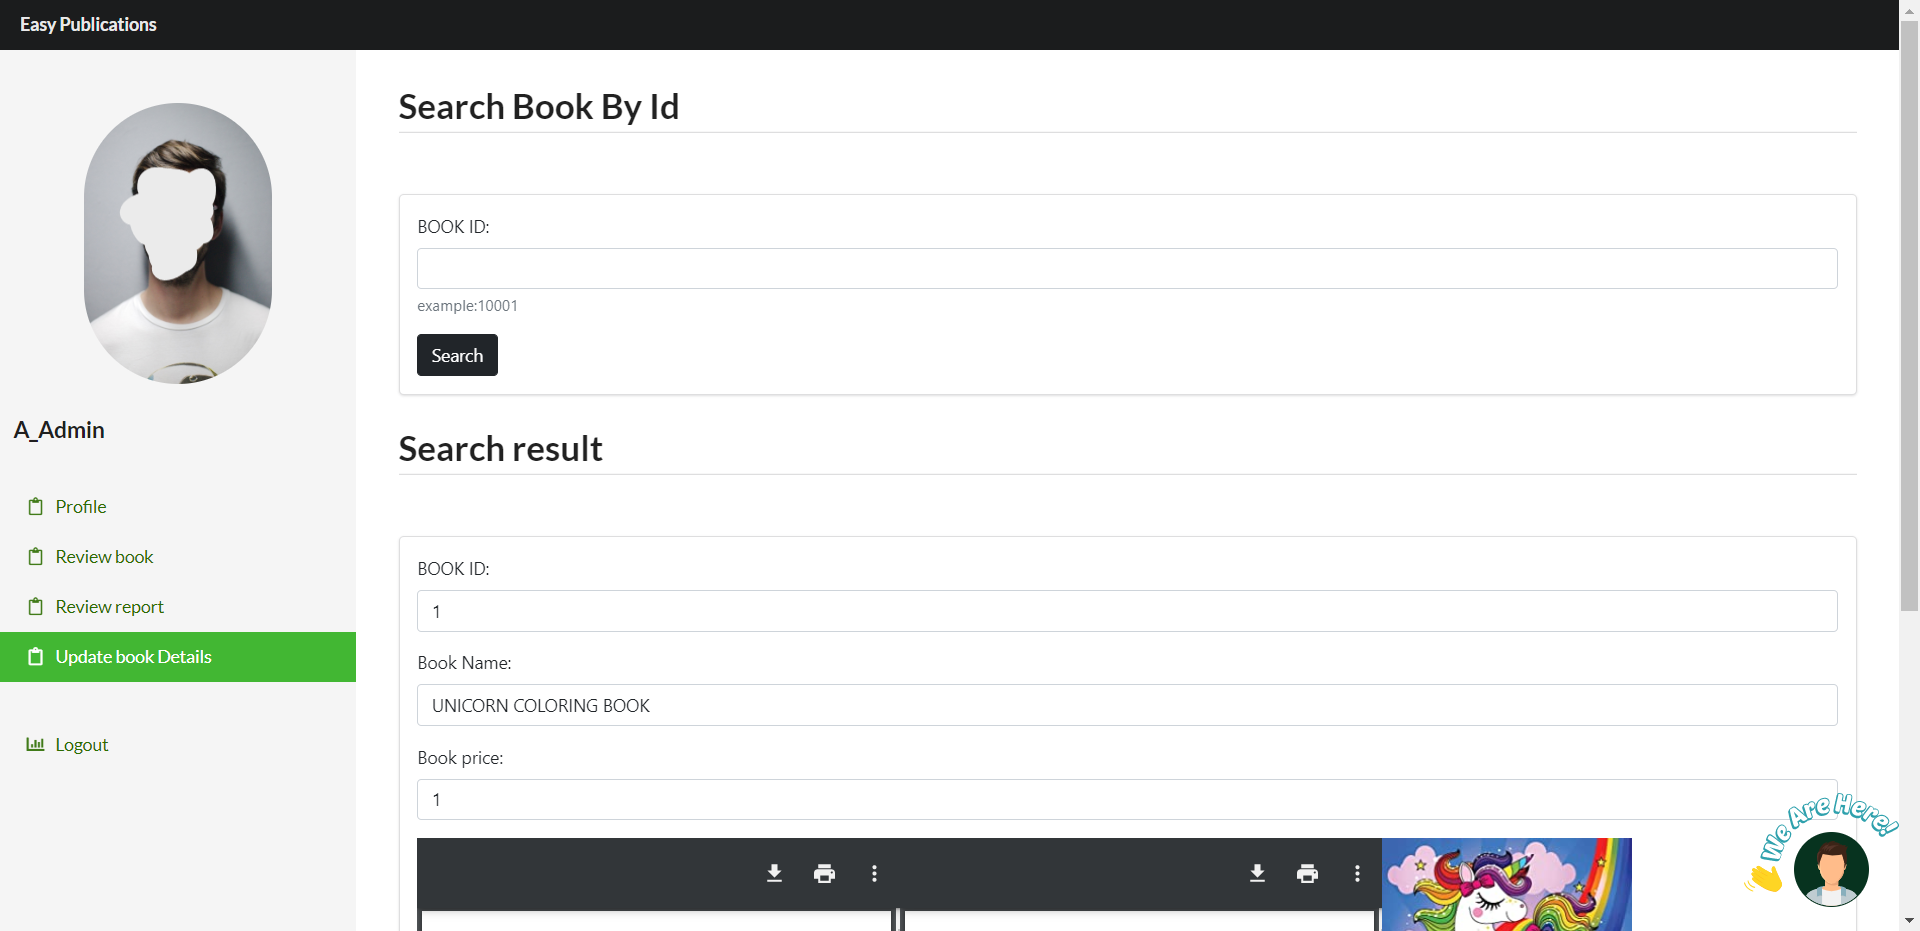 Easy Publications
A_Admin
Profile
Review book
Review report
Update book Details
Logout
Search Book By Id
BOOK ID:
example:10001
Search
Search result
BOOK ID:
1
Book Name:
UNICORN COLORING BOOK
Book price:
1
We Are Here!